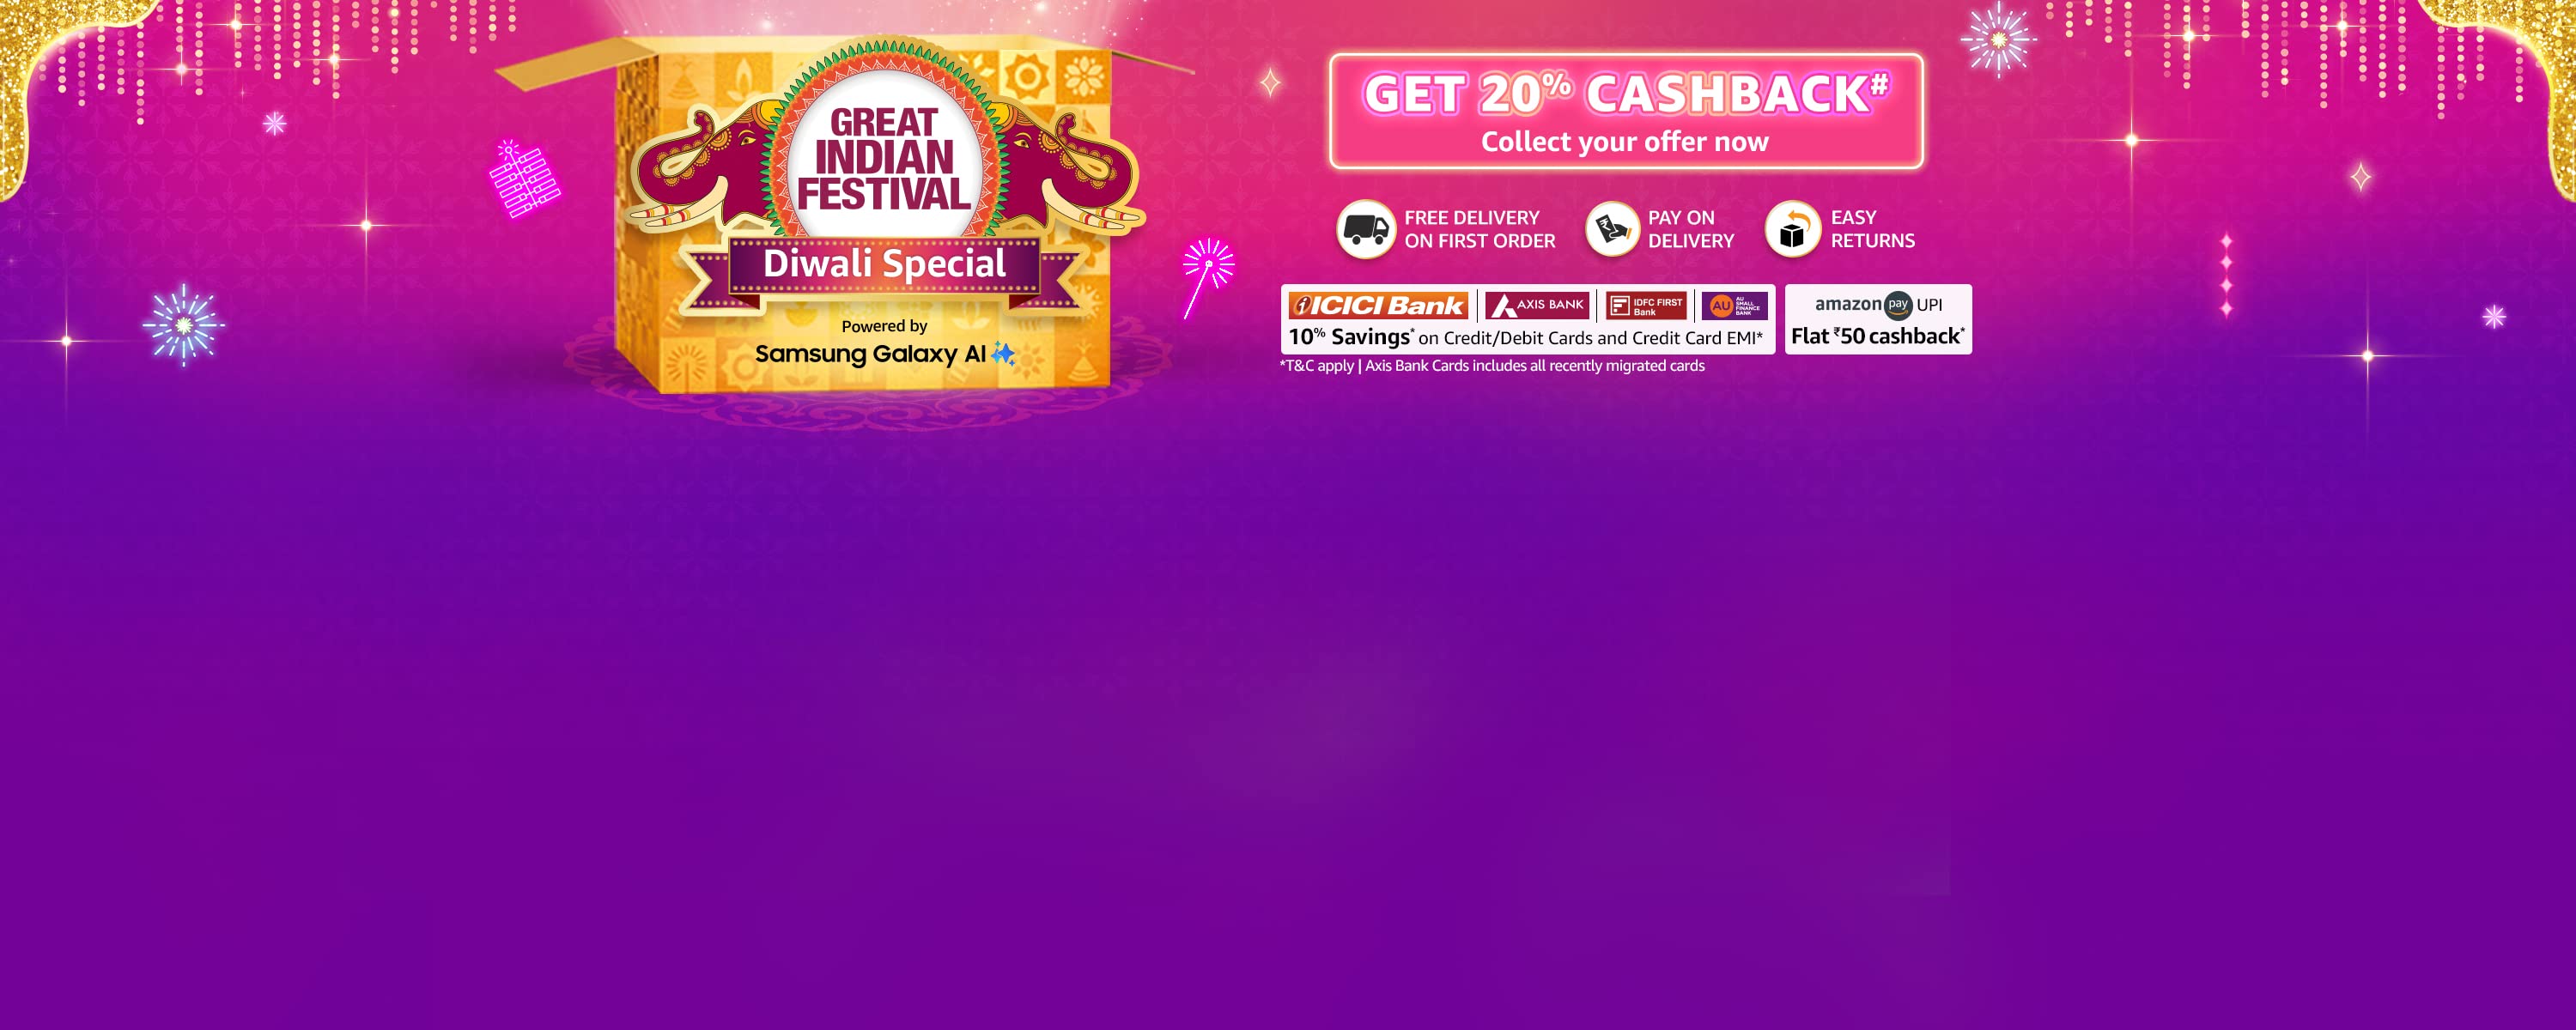 GREAT
INDIAN
FESTIVAL
Diwali Special
Powered by
Samsung Galaxy AI
GET 20% CASHBACK#
Collect your offer now
FREE DELIVERY
ON FIRST ORDER
PAY ON
DELIVERY
EASY
RETURNS
ICICI Bank
AXIS BANK
IDFC FIRST
Bank
AU
AU
SMALL
FINANCE
BANK
10% Savings* on Credit/Debit Cards and Credit Card EMI*
amazon pay UPI
Flat ₹50 cashback*
*T&C apply | Axis Bank Cards includes all recently migrated cards